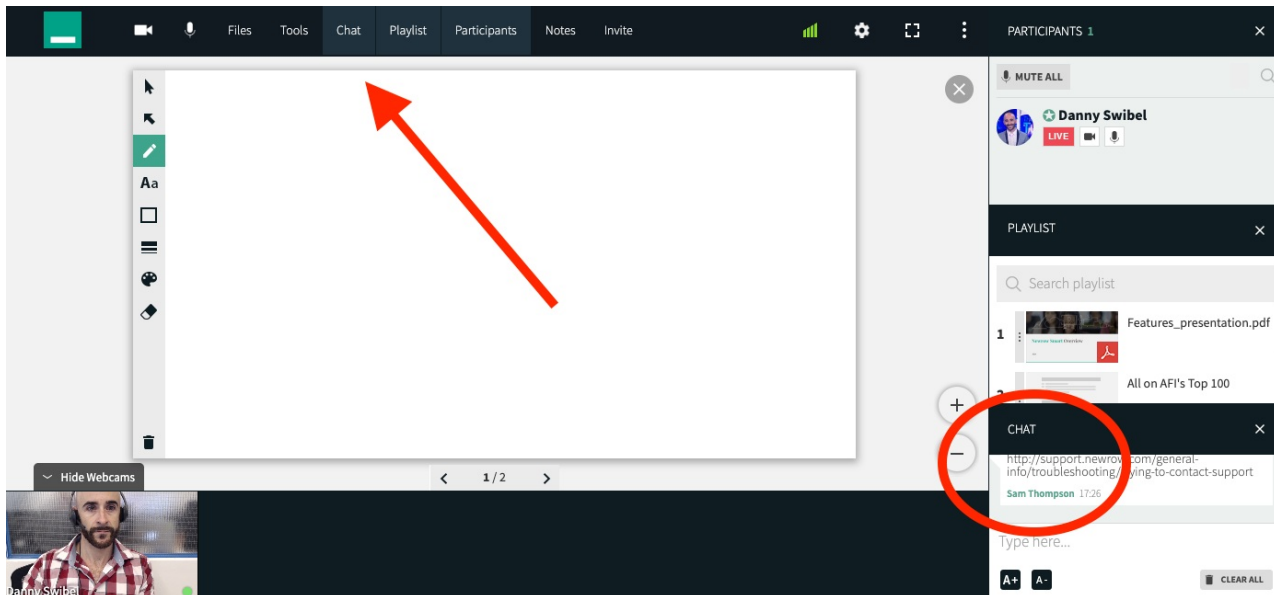 Files Tools Chat Playlist Participants Notes Invite
PARTICIPANTS 1
MUTE ALL
Danny Swibel
LIVE
Aa
PLAYLIST
Search playlist
1
Features_presentation.pdf
All on AFI's Top 100
CHAT
http://support.newrow.com/general-
info/troubleshooting/
ying-to-contact-support
Sam Thompson 17:26
Type here...
A+ A-
CLEAR ALL
Hide Webcams
1 / 2
Danny Swibel